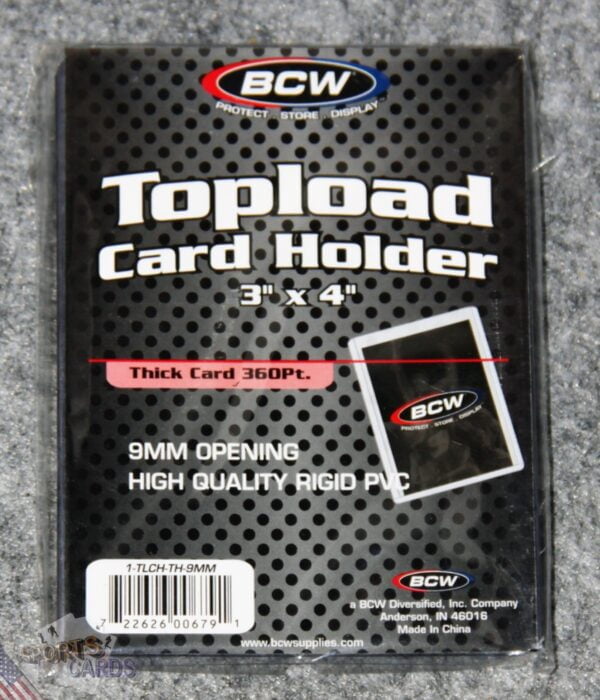 BCW
PROTECT . STORE . DISPLAY
Topload
Card Holder
3" x 4"
Thick Card 360Pt.
BCW
PROTECT . STORE . DISPLAY
9MM OPENING
HIGH QUALITY RIGID PVC
1-TLCH-TH-9MM
7 22626 00679 1
BCW
a BCW Diversified, Inc. Company
Anderson, IN 46016
Made in China
www.bcwsupplies.com
SPORTS
CARDS